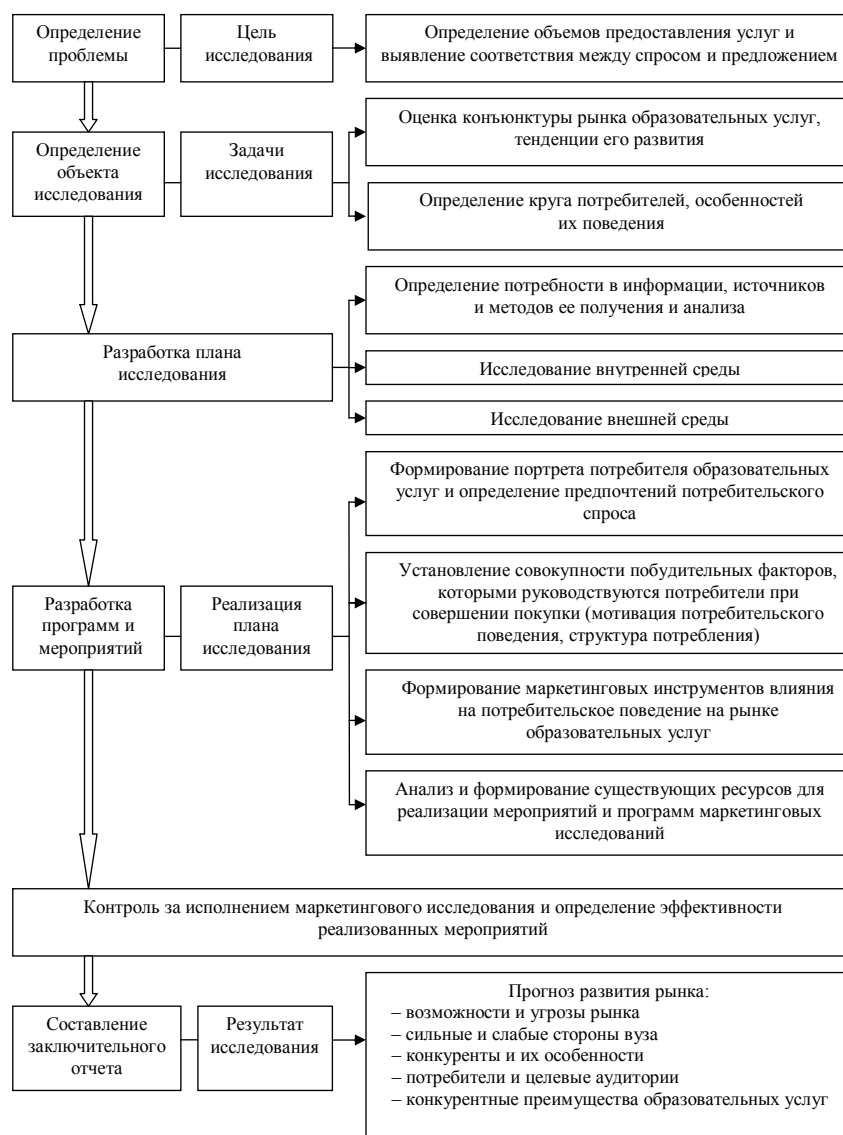 Определение
проблемы
Цель
исследования
Определение объемов предоставления услуг и
выявление соответствия между спросом и предложением
Определение
объекта
исследования
Задачи
исследования
Оценка конъюнктуры рынка образовательных услуг,
тенденции его развития
Определение круга потребителей, особенностей
их поведения
Разработка плана
исследования
Определение потребности в информации, источников
и методов ее получения и анализа
Исследование внутренней среды
Исследование внешней среды
Разработка
программ и
мероприятий
Реализация
плана
исследования
Формирование портрета потребителя образовательных
услуг и определение предпочтений потребительского
спроса
Установление совокупности побудительных факторов,
которыми руководствуются потребители при
совершении покупки (мотивация потребительского
поведения, структура потребления)
Формирование маркетинговых инструментов влияния
на потребительское поведение на рынке
образовательных услуг
Анализ и формирование существующих ресурсов для
реализации мероприятий и программ маркетинговых
исследований
Контроль за исполнением маркетингового исследования и определение эффективности
реализованных мероприятий
Составление
заключительного
отчета
Результат
исследования
Прогноз развития рынка:
– возможности и угрозы рынка
– сильные и слабые стороны вуза
– конкуренты и их особенности
– потребители и целевые аудитории
– конкурентные преимущества образовательных услуг